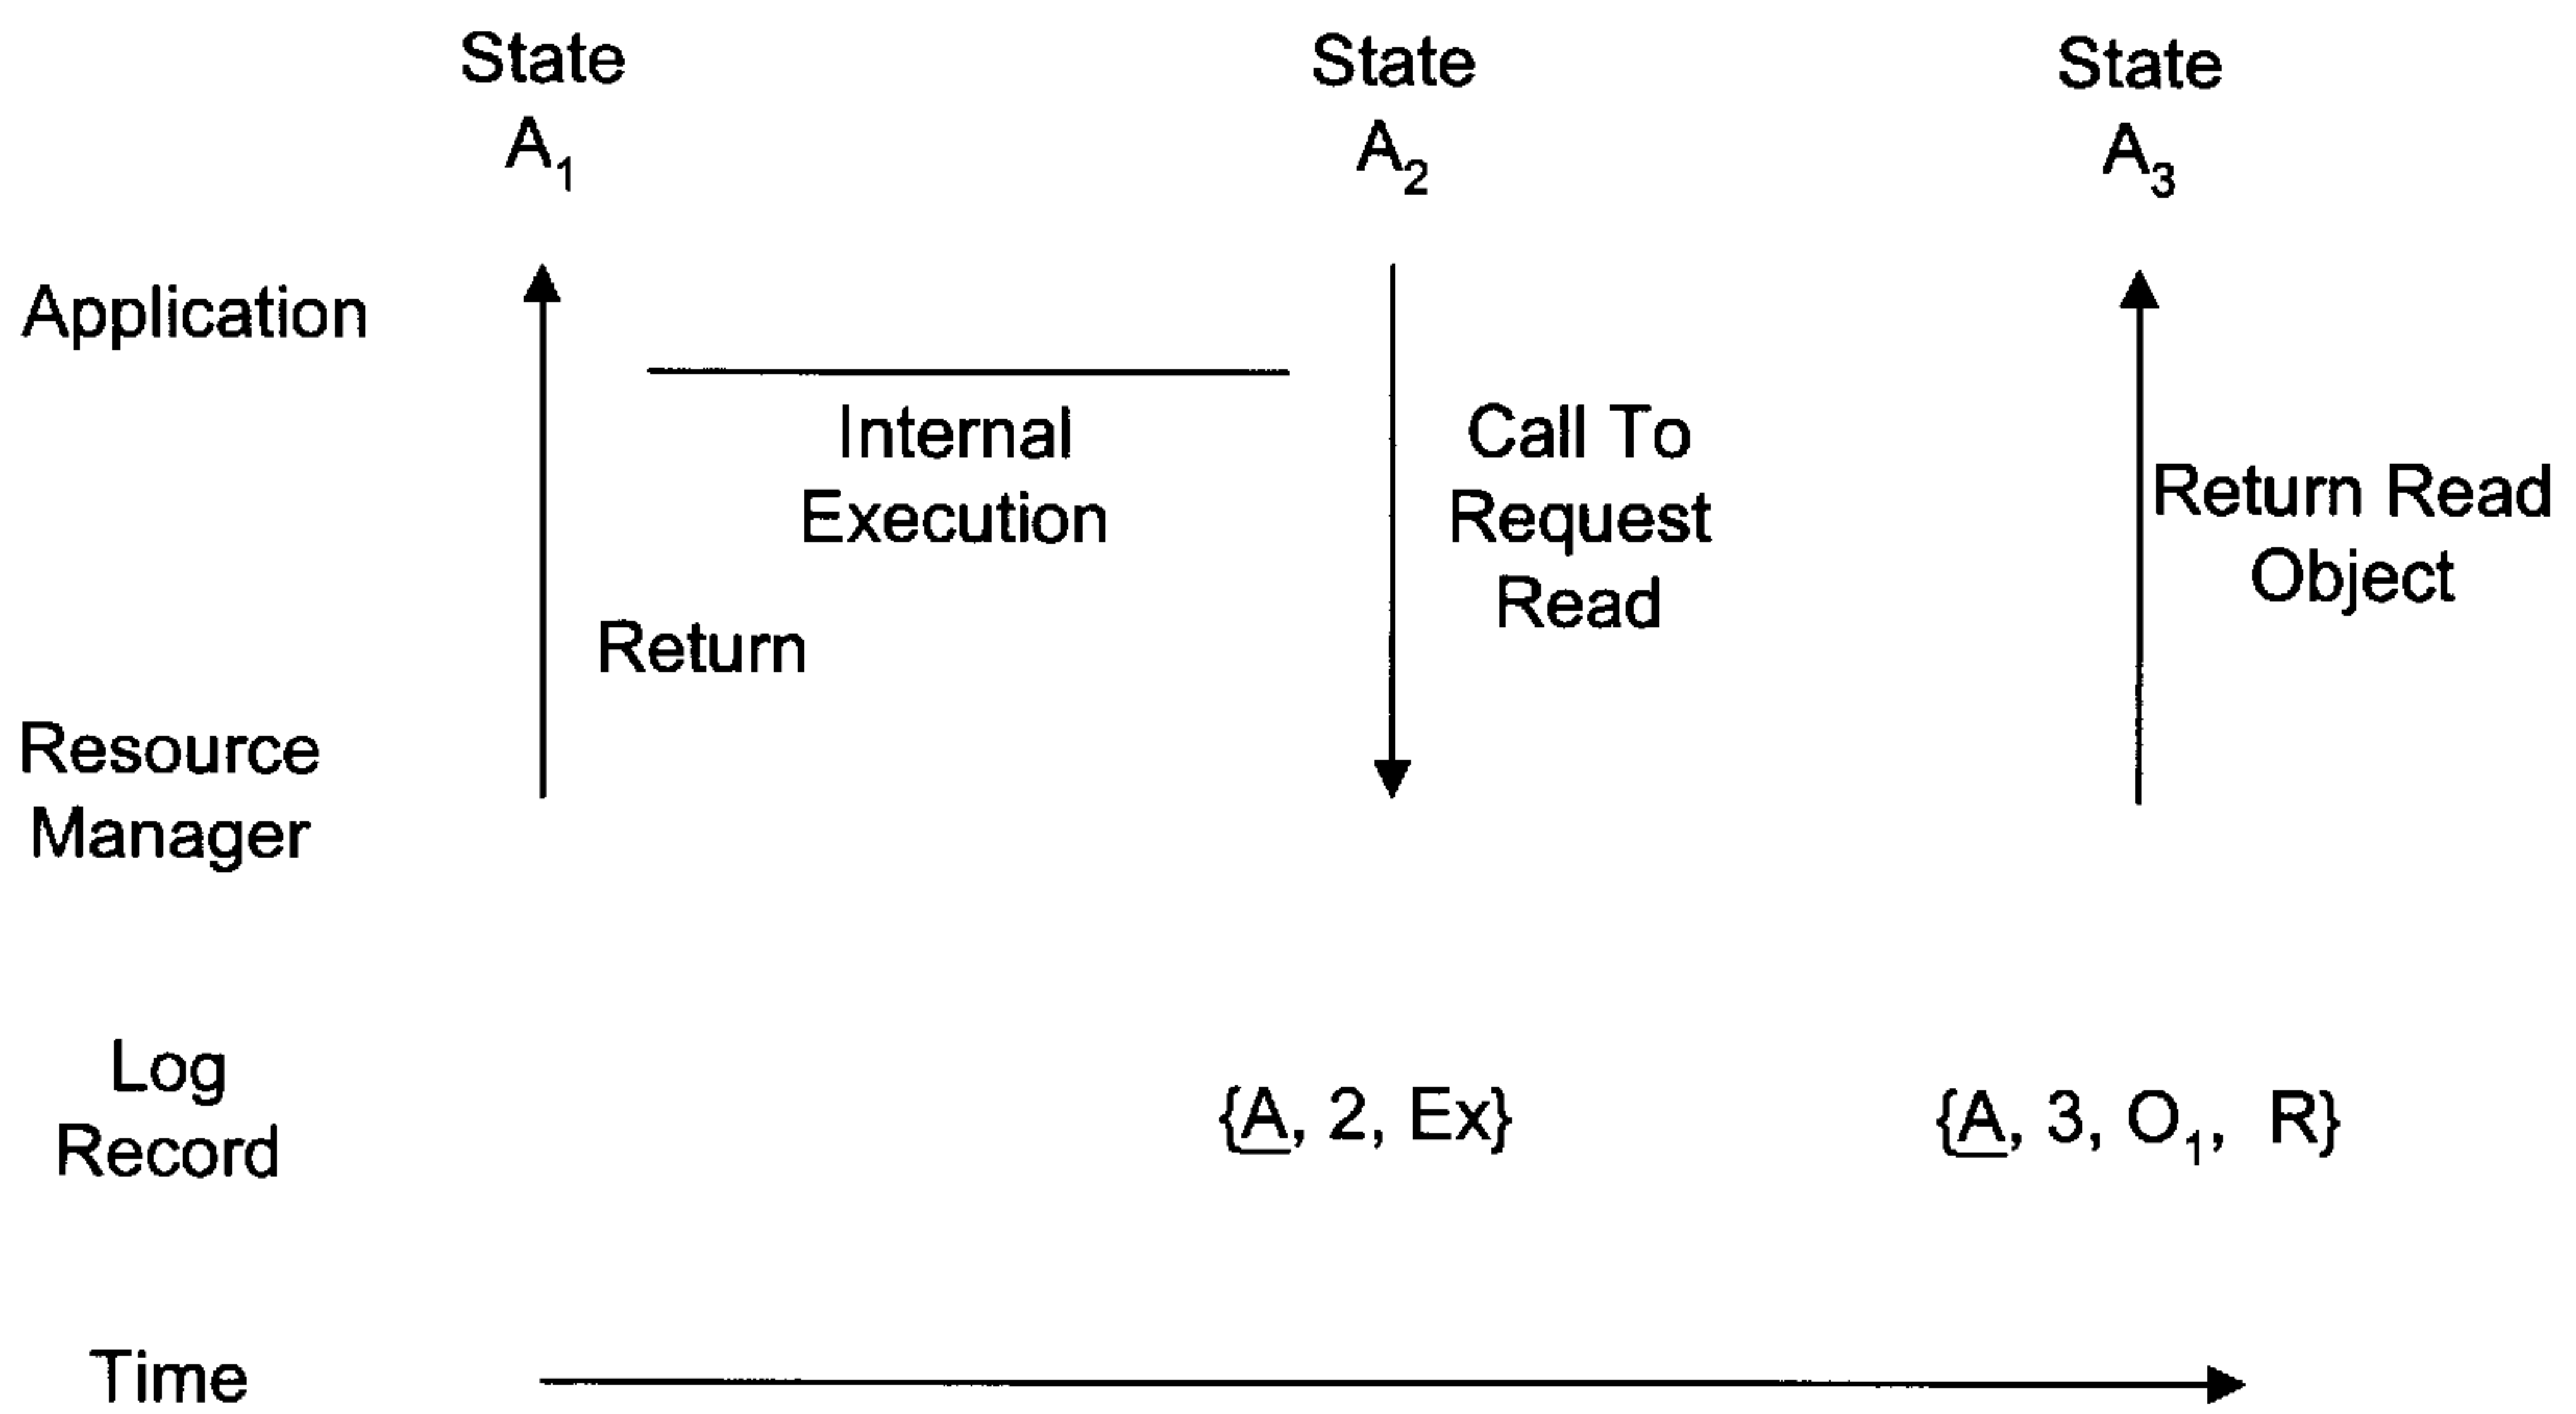 State
A₁
State
A₂
State
A₃
Application
Internal
Execution
Call To
Request
Read
Return Read
Object
Return
Resource
Manager
Log
Record
{A, 2, Ex}
{A, 3, O₁, R}
Time